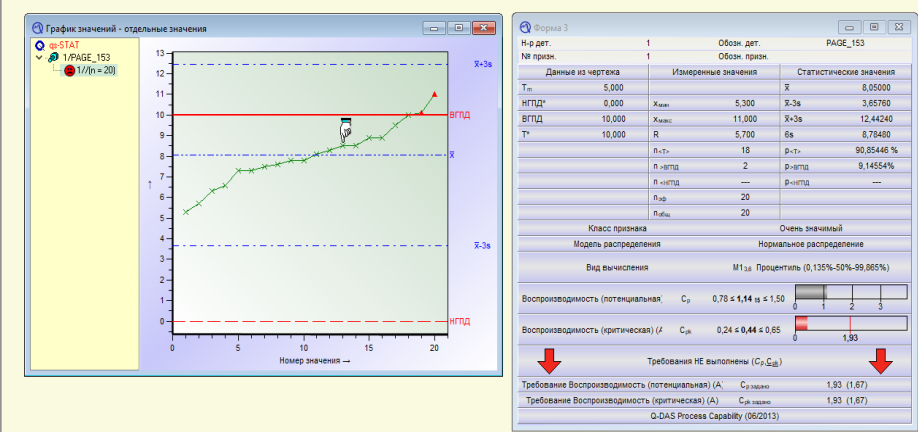 График значений - отдельные значения
qs-STAT
1/PAGE_153
1//(n = 20)
13
12
11
10
9
8
7
6
5
4
3
2
1
0
x̄+3s
ВГПД
x̄
x̄-3s
НГПД
0 5 10 15 20
Номер значения →
Форма 3
Н-р дет. 1 Обозн. дет. PAGE_153
№ призн. 1 Обозн. призн.
Данные из чертежа Измеренные значения Статистические значения
Tm 5,000 x̄ 8,05000
НГПД* 0,000 xмин 5,300 x̄-3s 3,65760
ВГПД 10,000 xмакс 11,000 x̄+3s 12,44240
T* 10,000 R 5,700 6s 8,78480
n<T> 18 p<T> 90,85446 %
n >ВГПД 2 p>ВГПД 9,14554%
n <НГПД --- p<НГПД ---
nэф 20
nобщ 20
Класс признака Очень значимый
Модель распределения Нормальное распределение
Вид вычисления M13,6 Процентиль (0,135%-50%-99,865%)
Воспроизводимость (потенциальная) Cp 0,78 ≤ 1,14 ≤ 1,50
0 1 2 3
Воспроизводимость (критическая) (A Cpk 0,24 ≤ 0,44 ≤ 0,65
0 1,93
Требования НЕ выполнены (Cp,Cpk)
Требование Воспроизводимость (потенциальная) (A) Cp задано 1,93 (1,67)
Требование Воспроизводимость (критическая) (A) Cpk задано 1,93 (1,67)
Q-DAS Process Capability (06/2013)